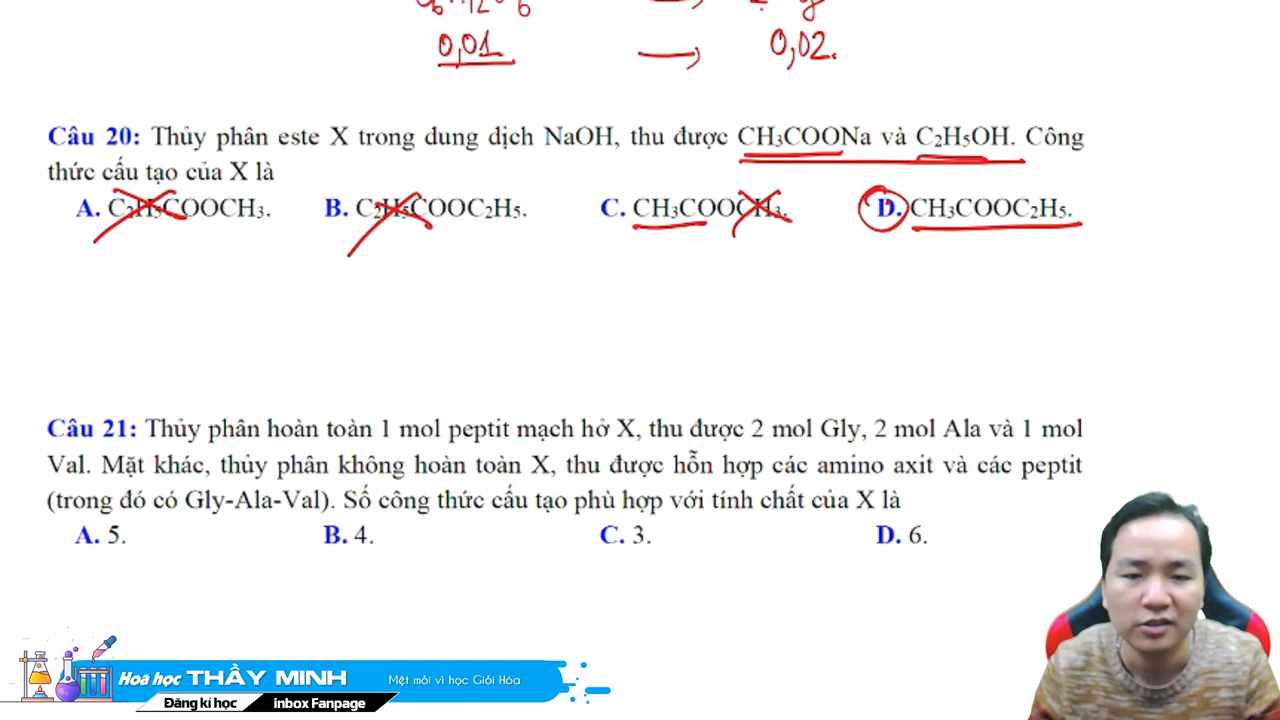 0,01 → 0,02.
Câu 20: Thủy phân este X trong dung dịch NaOH, thu được CH₃COONa và C₂H₅OH. Công
thức cấu tạo của X là
A. C₂H₅COOCH₃. B. C₂H₅COOC₂H₅. C. CH₃COOCH₃. D. CH₃COOC₂H₅.
Câu 21: Thủy phân hoàn toàn 1 mol peptit mạch hở X, thu được 2 mol Gly, 2 mol Ala và 1 mol
Val. Mặt khác, thủy phân không hoàn toàn X, thu được hỗn hợp các amino axit và các peptit
(trong đó có Gly-Ala-Val). Số công thức cấu tạo phù hợp với tính chất của X là
A. 5. B. 4. C. 3. D. 6.
Hoá học THẦY MINH Mệt mỏi vì học Giỏi Hóa
Đăng kí học inbox Fanpage